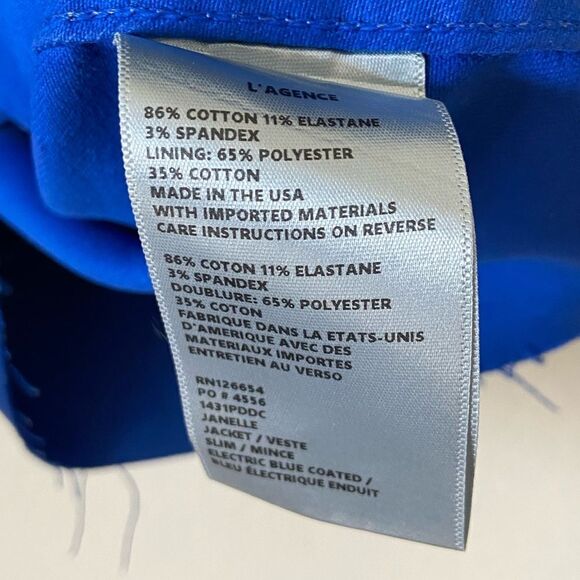 L'AGENCE
86% COTTON 11% ELASTANE
3% SPANDEX
LINING: 65% POLYESTER
35% COTTON
MADE IN THE USA
WITH IMPORTED MATERIALS
CARE INSTRUCTIONS ON REVERSE
86% COTON 11% ELASTANE
3% SPANDEX
DOUBLURE: 65% POLYESTER
35% COTON
FABRIQUE DANS LA ETATS-UNIS
D'AMERIQUE AVEC DES
MATERIAUX IMPORTES
ENTRETIEN AU VERSO
RN126654
PO # 4556
1431PDDC
JANELLE
JACKET / VESTE
SLIM / MINCE
ELECTRIC BLUE COATED /
BLEU ÉLECTRIQUE ENDUIT